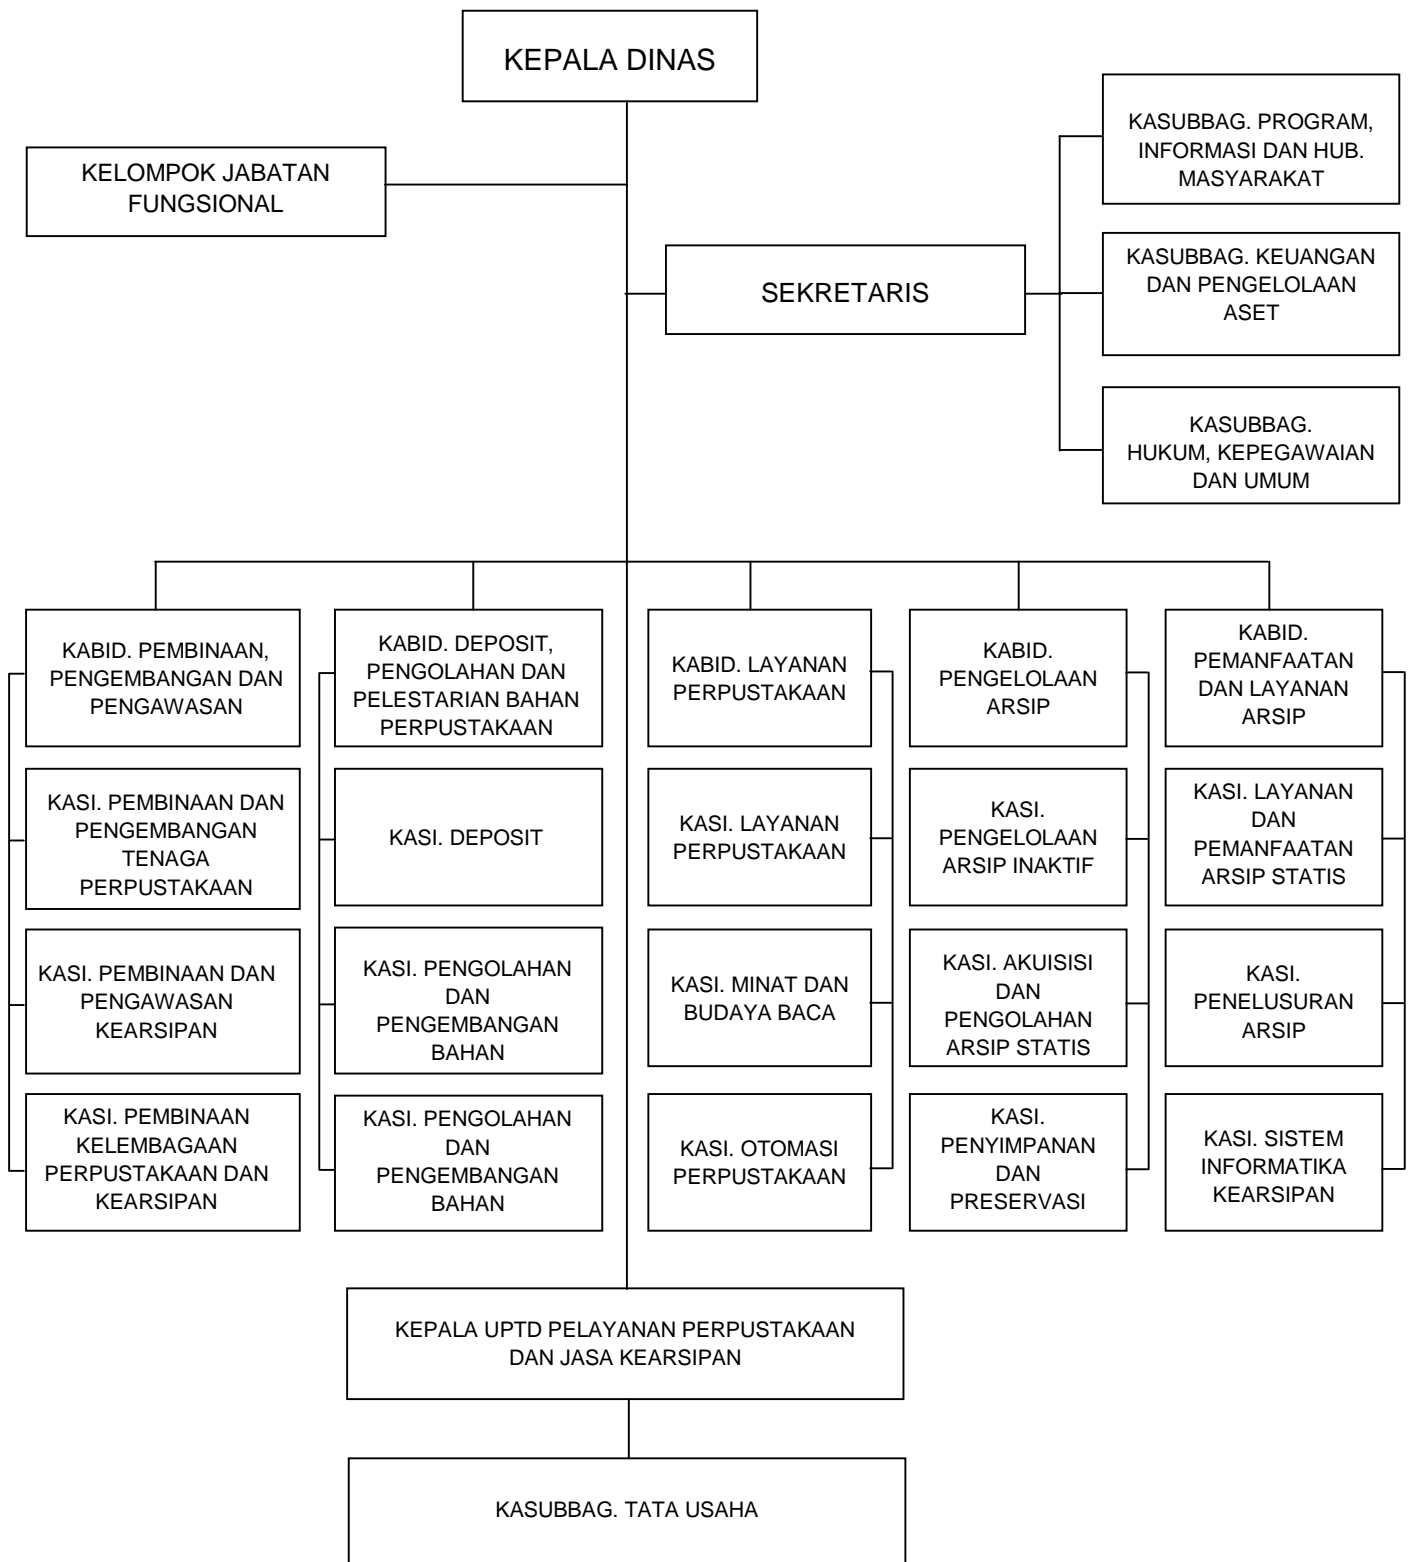 KEPALA DINAS
KELOMPOK JABATAN
FUNGSIONAL
KASUBBAG. PROGRAM,
INFORMASI DAN HUB.
MASYARAKAT
SEKRETARIS
KASUBBAG. KEUANGAN
DAN PENGELOLAAN
ASET
KASUBBAG.
HUKUM, KEPEGAWAIAN
DAN UMUM
KABID. PEMBINAAN,
PENGEMBANGAN DAN
PENGAWASAN
KABID. DEPOSIT,
PENGOLAHAN DAN
PELESTARIAN BAHAN
PERPUSTAKAAN
KABID. LAYANAN
PERPUSTAKAAN
KABID.
PENGELOLAAN
ARSIP
KABID.
PEMANFAATAN
DAN LAYANAN
ARSIP
KASI. PEMBINAAN DAN
PENGEMBANGAN
TENAGA
PERPUSTAKAAN
KASI. DEPOSIT
KASI. LAYANAN
PERPUSTAKAAN
KASI.
PENGELOLAAN
ARSIP INAKTIF
KASI. LAYANAN
DAN
PEMANFAATAN
ARSIP STATIS
KASI. PEMBINAAN DAN
PENGAWASAN
KEARSIPAN
KASI. PENGOLAHAN
DAN
PENGEMBANGAN
BAHAN
KASI. MINAT DAN
BUDAYA BACA
KASI. AKUISISI
DAN
PENGOLAHAN
ARSIP STATIS
KASI.
PENELUSURAN
ARSIP
KASI. PEMBINAAN
KELEMBAGAAN
PERPUSTAKAAN DAN
KEARSIPAN
KASI. PENGOLAHAN
DAN
PENGEMBANGAN
BAHAN
KASI. OTOMASI
PERPUSTAKAAN
KASI.
PENYIMPANAN
DAN
PRESERVASI
KASI. SISTEM
INFORMATIKA
KEARSIPAN
KEPALA UPTD PELAYANAN PERPUSTAKAAN
DAN JASA KEARSIPAN
KASUBBAG. TATA USAHA